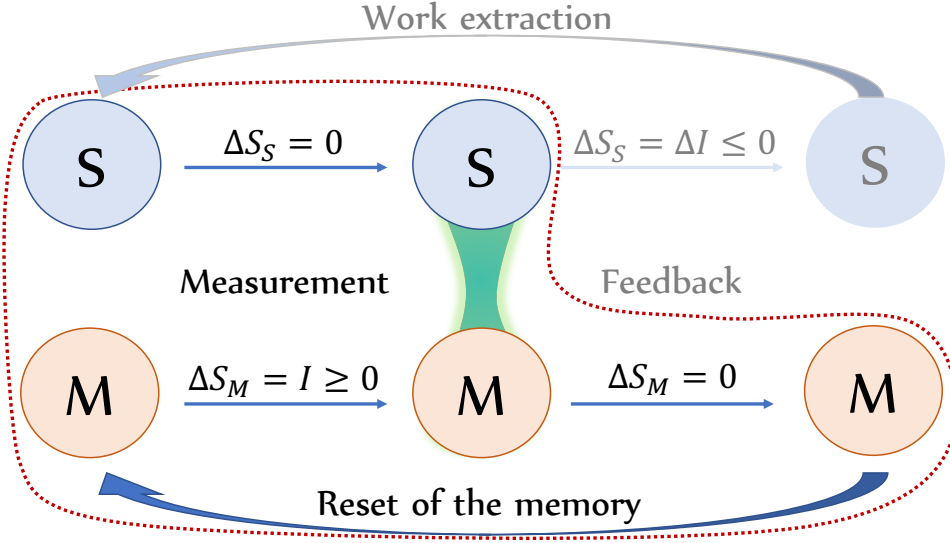 Work extraction
S
ΔS_S = 0
S
ΔS_S = ΔI ≤ 0
S
Measurement
Feedback
M
ΔS_M = I ≥ 0
M
ΔS_M = 0
M
Reset of the memory